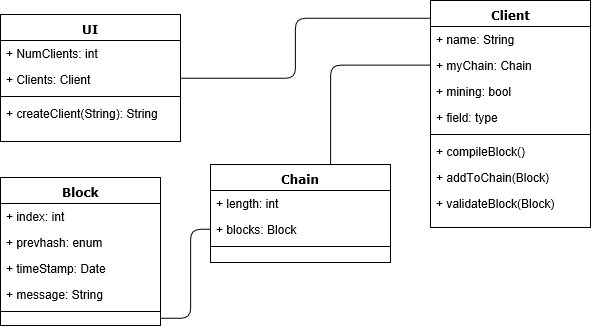 UI
+ NumClients: int
+ Clients: Client
+ createClient(String): String
Client
+ name: String
+ myChain: Chain
+ mining: bool
+ field: type
+ compileBlock()
+ addToChain(Block)
+ validateBlock(Block)
Block
+ index: int
+ prevhash: enum
+ timeStamp: Date
+ message: String
Chain
+ length: int
+ blocks: Block